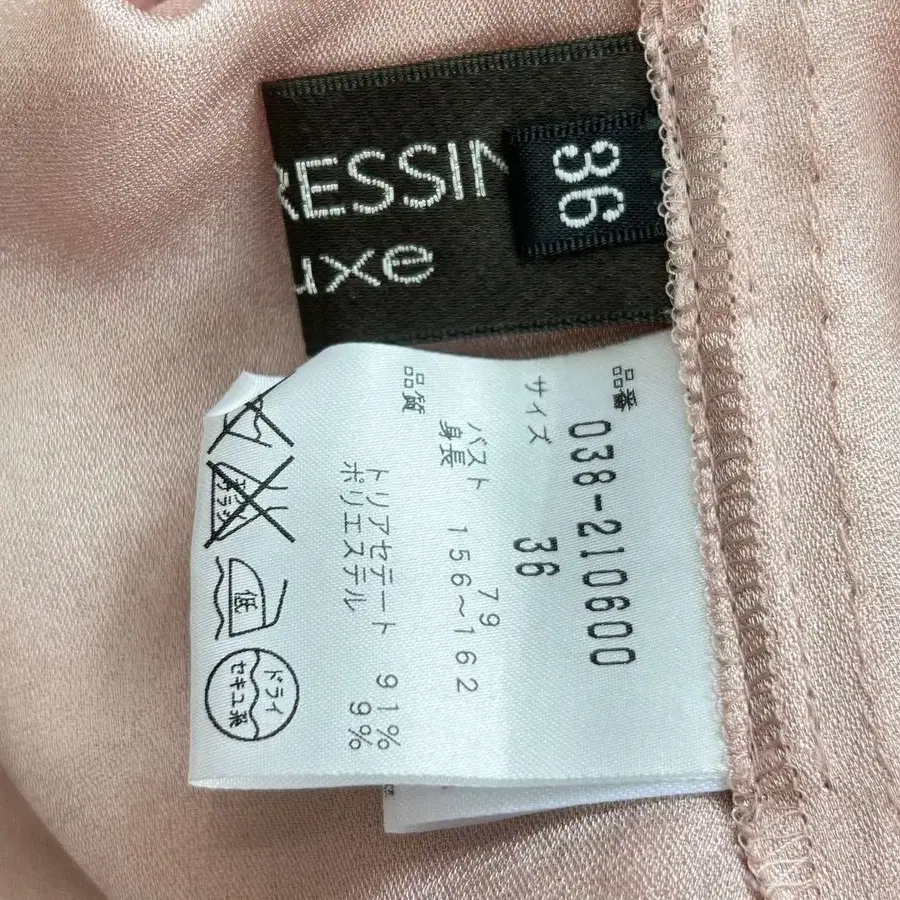 RESSIN
uxe
36
品番
038-210600
サイズ
36
バスト 79
身長 156〜162
品質
トリアセテート 91%
ポリエステル 9%
低
ドライ
セキユ系